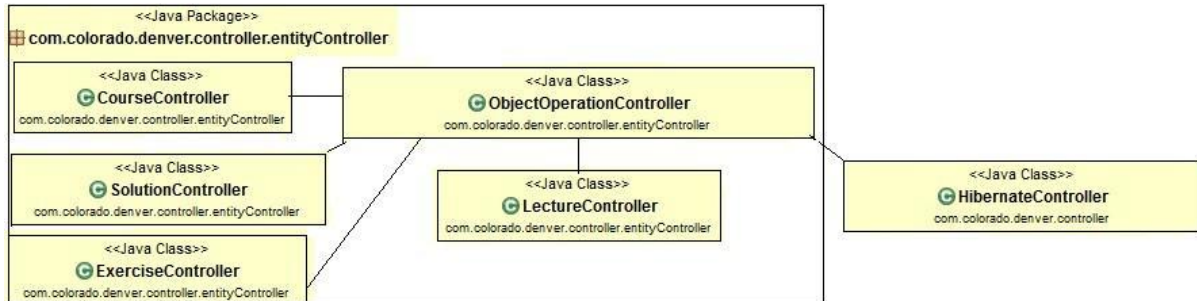 <<Java Package>>
com.colorado.denver.controller.entityController
<<Java Class>>
CourseController
com.colorado.denver.controller.entityController
<<Java Class>>
ObjectOperationController
com.colorado.denver.controller.entityController
<<Java Class>>
SolutionController
com.colorado.denver.controller.entityController
<<Java Class>>
LectureController
com.colorado.denver.controller.entityController
<<Java Class>>
HibernateController
com.colorado.denver.controller
<<Java Class>>
ExerciseController
com.colorado.denver.controller.entityController